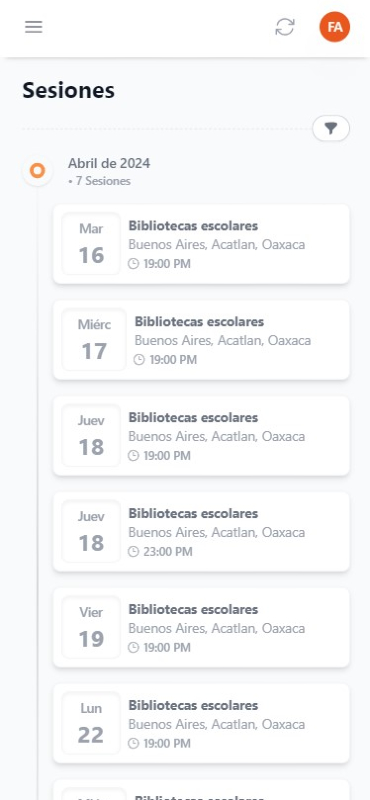 FA
Sesiones
Abril de 2024
• 7 Sesiones
Mar
16
Bibliotecas escolares
Buenos Aires, Acatlan, Oaxaca
19:00 PM
Miérc
17
Bibliotecas escolares
Buenos Aires, Acatlan, Oaxaca
19:00 PM
Juev
18
Bibliotecas escolares
Buenos Aires, Acatlan, Oaxaca
19:00 PM
Juev
18
Bibliotecas escolares
Buenos Aires, Acatlan, Oaxaca
23:00 PM
Vier
19
Bibliotecas escolares
Buenos Aires, Acatlan, Oaxaca
19:00 PM
Lun
22
Bibliotecas escolares
Buenos Aires, Acatlan, Oaxaca
19:00 PM
Bibliotecas escolares